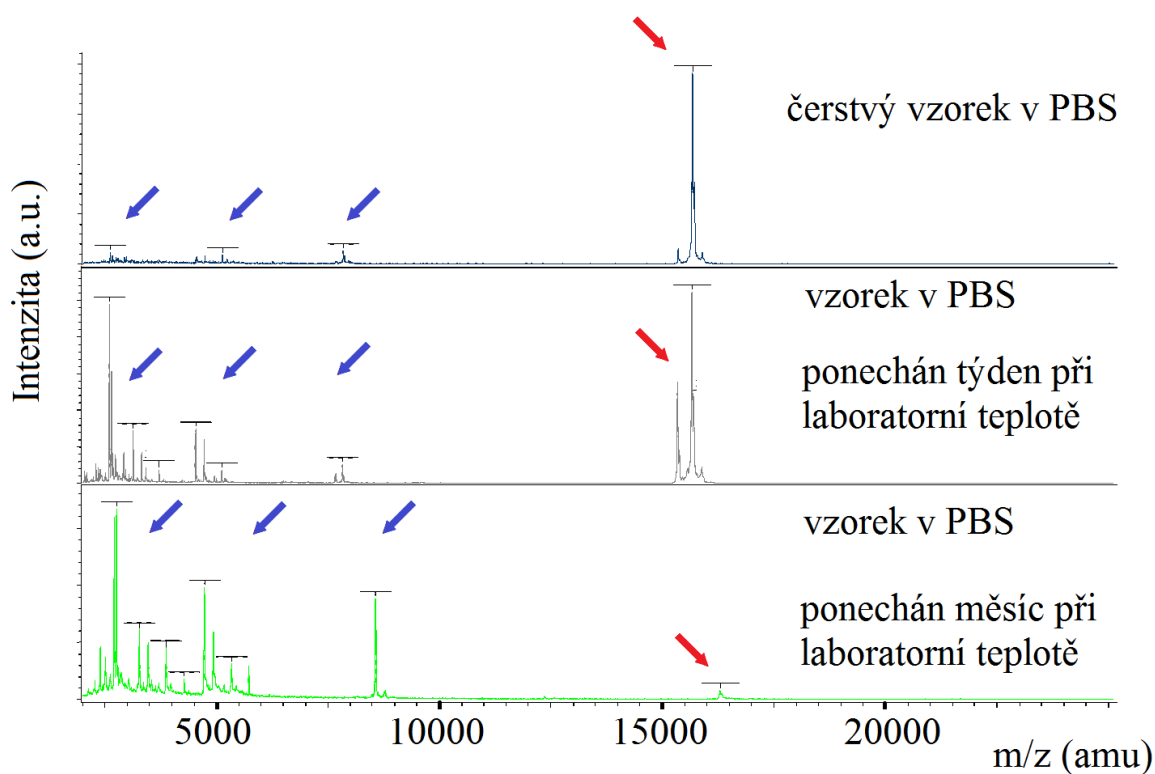 čerstvý vzorek v PBS
Intenzita (a.u.)
vzorek v PBS
ponechán týden při
laboratorní teplotě
vzorek v PBS
ponechán měsíc při
laboratorní teplotě
5000 10000 15000 20000
m/z (amu)